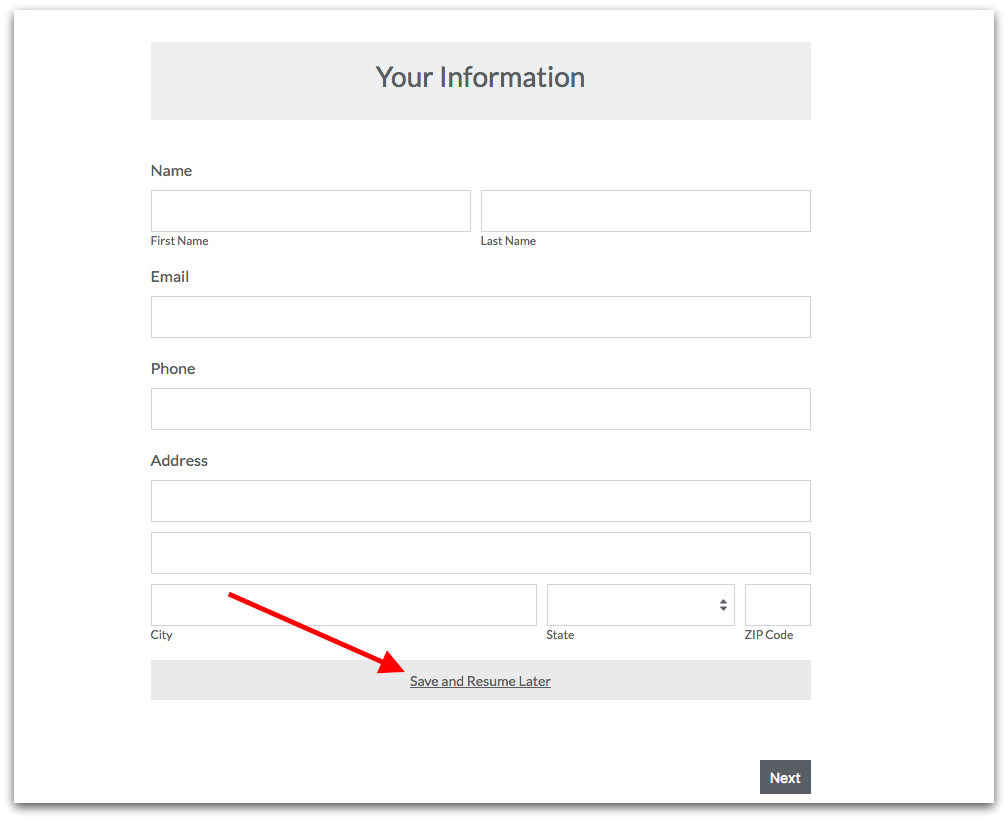 Your Information
Name
First Name Last Name
Email
Phone
Address
City State ZIP Code
Save and Resume Later
Next